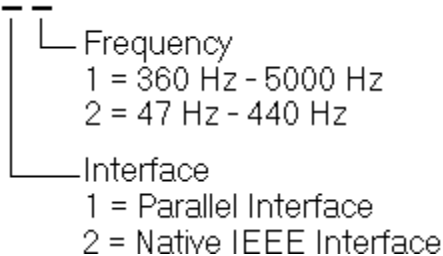 Frequency
1 = 360 Hz - 5000 Hz
2 = 47 Hz - 440 Hz
Interface
1 = Parallel Interface
2 = Native IEEE Interface